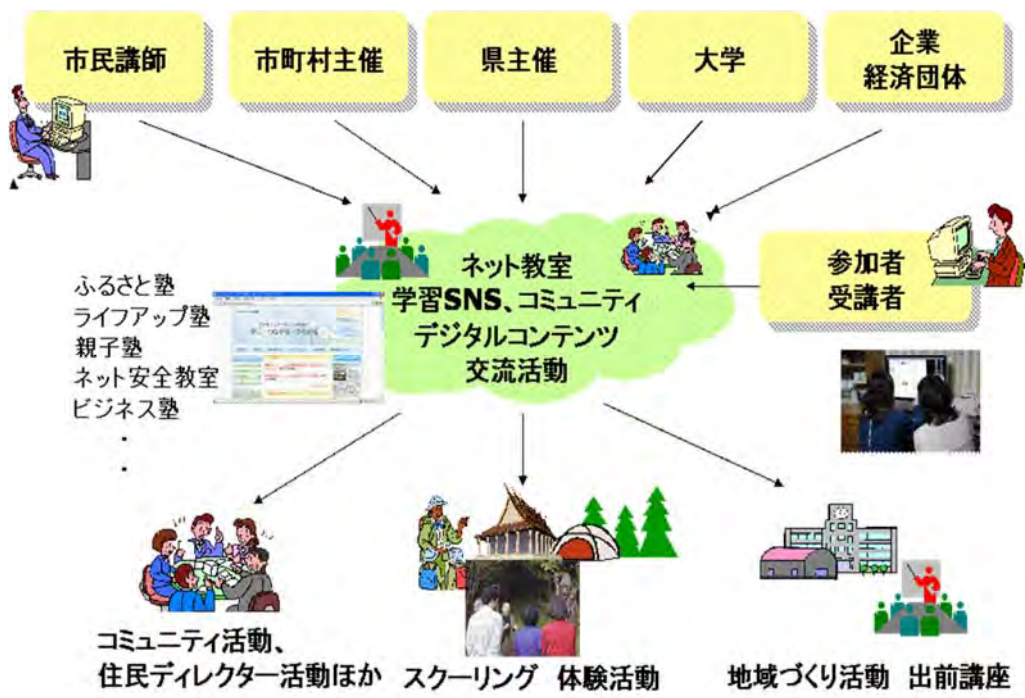 市民講師
市町村主催
県主催
大学
企業
経済団体
ネット教室
学習SNS、コミュニティ
デジタルコンテンツ
交流活動
参加者
受講者
ふるさと塾
ライフアップ塾
親子塾
ネット安全教室
ビジネス塾
・
・
コミュニティ活動、
住民ディレクター活動ほか
スクーリング 体験活動
地域づくり活動 出前講座